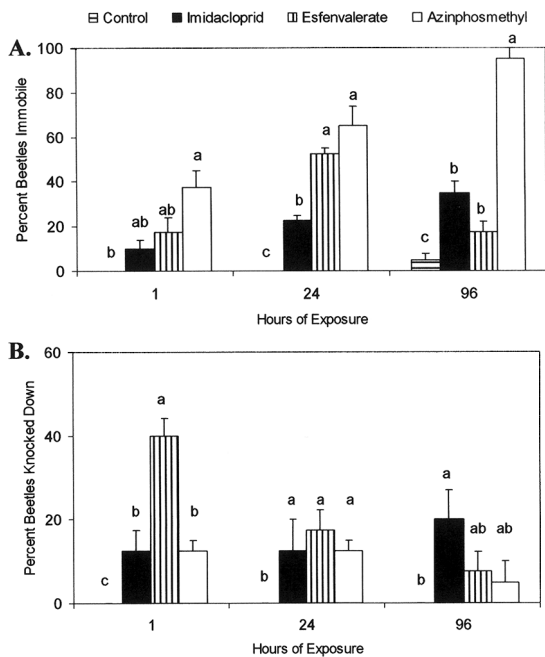 Control Imidacloprid Esfenvalerate Azinphosmethyl
A.
Percent Beetles Immobile
100
80
60
40
20
0
b ab ab a
c b a a
c b b a
1 24 96
Hours of Exposure
B.
Percent Beetles Knocked Down
60
40
20
0
c b a b
b a a a
b a ab ab
1 24 96
Hours of Exposure